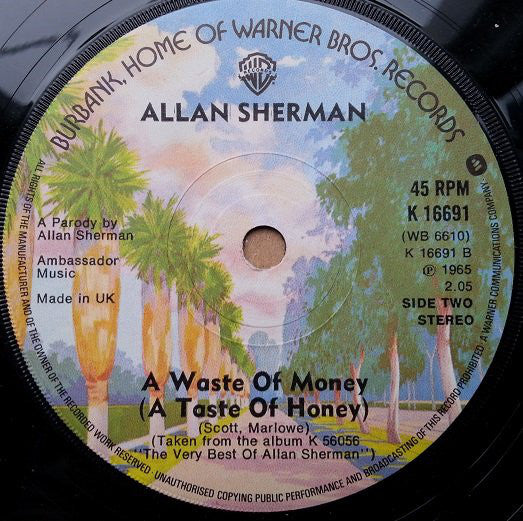 BURBANK, HOME OF WARNER BROS. RECORDS
ALLAN SHERMAN
A Parody by
Allan Sherman
Ambassador
Music
Made in UK
45 RPM
K 16691
(WB 6610)
K 16691 B
℗ 1965
2.05
SIDE TWO
STEREO
A Waste Of Money
(A Taste Of Honey)
(Scott, Marlowe)
(Taken from the album K 56056
"The Very Best Of Allan Sherman")
ALL RIGHTS OF THE MANUFACTURER AND OF THE OWNER OF THE RECORDED WORK RESERVED · UNAUTHORISED COPYING PUBLIC PERFORMANCE AND BROADCASTING OF THIS RECORD PROHIBITED · A WARNER COMMUNICATIONS COMPANY.